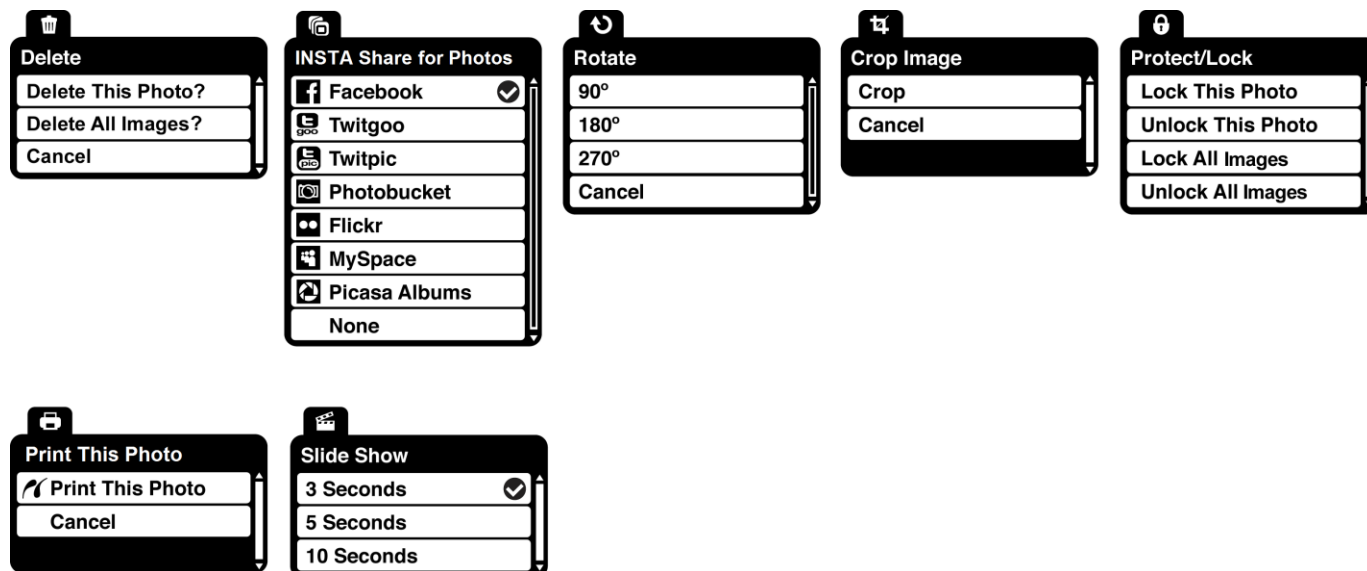 Delete
Delete This Photo?
Delete All Images?
Cancel
INSTA Share for Photos
Facebook
goo Twitgoo
pic Twitpic
Photobucket
Flickr
MySpace
Picasa Albums
None
Rotate
90º
180º
270º
Cancel
Crop Image
Crop
Cancel
Protect/Lock
Lock This Photo
Unlock This Photo
Lock All Images
Unlock All Images
Print This Photo
Print This Photo
Cancel
Slide Show
3 Seconds
5 Seconds
10 Seconds